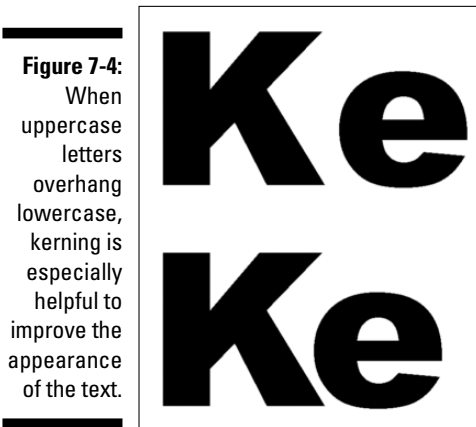 Figure 7-4:
When
uppercase
letters
overhang
lowercase,
kerning is
especially
helpful to
improve the
appearance
of the text.
Ke
Ke